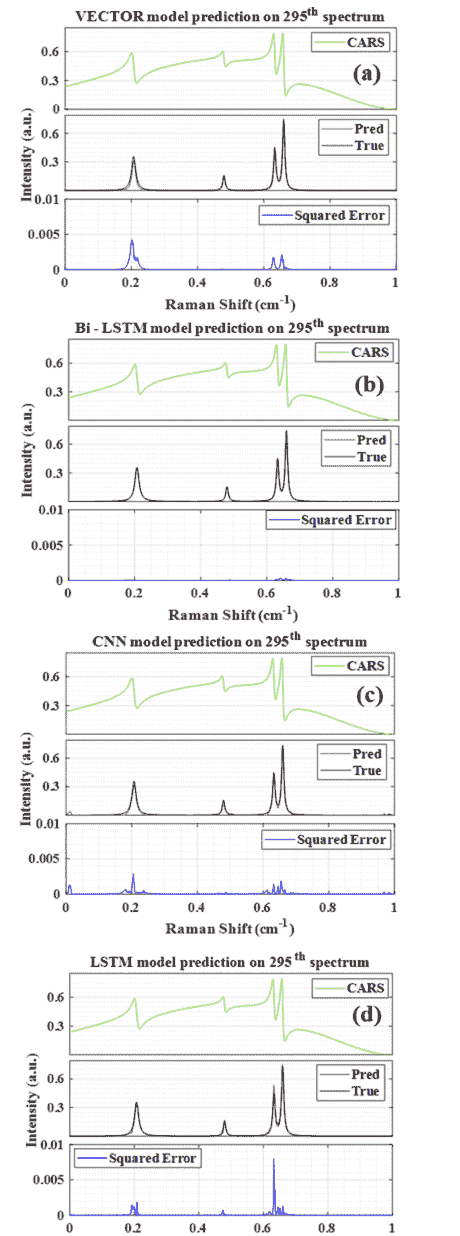 VECTOR model prediction on 295th spectrum
0.6
0.3
0
CARS
(a)
Intensity (a.u.)
0.6
0.3
Pred
True
0.01
0.005
0
Squared Error
0 0.2 0.4 0.6 0.8 1
Raman Shift (cm-1)
Bi - LSTM model prediction on 295th spectrum
0.6
0.3
CARS
(b)
Intensity (a.u.)
0.6
0.3
Pred
True
0.01
0.005
0
Squared Error
0 0.2 0.4 0.6 0.8 1
Raman Shift (cm-1)
CNN model prediction on 295th spectrum
0.6
0.3
CARS
(c)
Intensity (a.u.)
0.6
0.3
Pred
True
0.01
0.005
0
Squared Error
0 0.2 0.4 0.6 0.8 1
Raman Shift (cm-1)
LSTM model prediction on 295th spectrum
0.6
0.3
CARS
(d)
Intensity (a.u.)
0.6
0.3
Pred
True
0.01
0.005
0
Squared Error
0 0.2 0.4 0.6 0.8 1